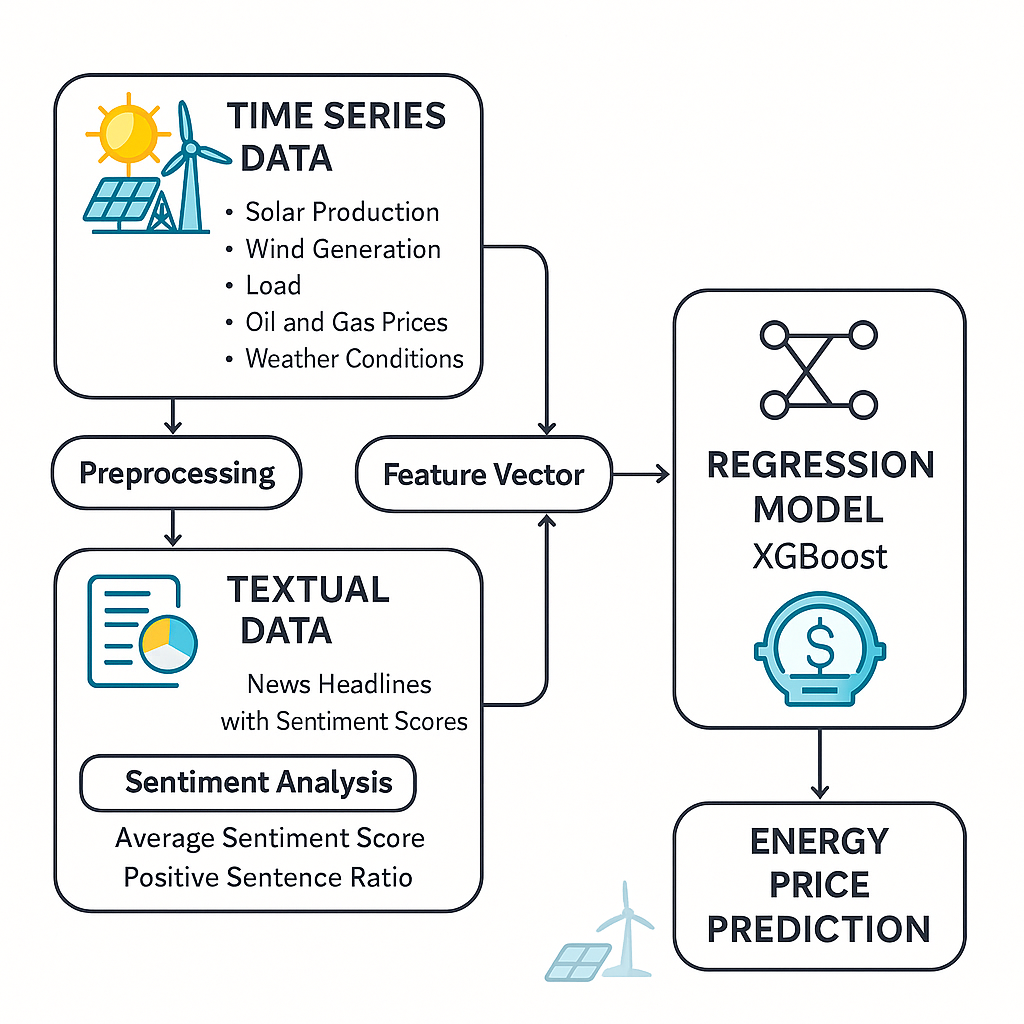 TIME SERIES
DATA
• Solar Production
• Wind Generation
• Load
• Oil and Gas Prices
• Weather Conditions
Preprocessing
Feature Vector
TEXTUAL
DATA
News Headlines
with Sentiment Scores
Sentiment Analysis
Average Sentiment Score
Positive Sentence Ratio
REGRESSION
MODEL
XGBoost
$
ENERGY
PRICE
PREDICTION